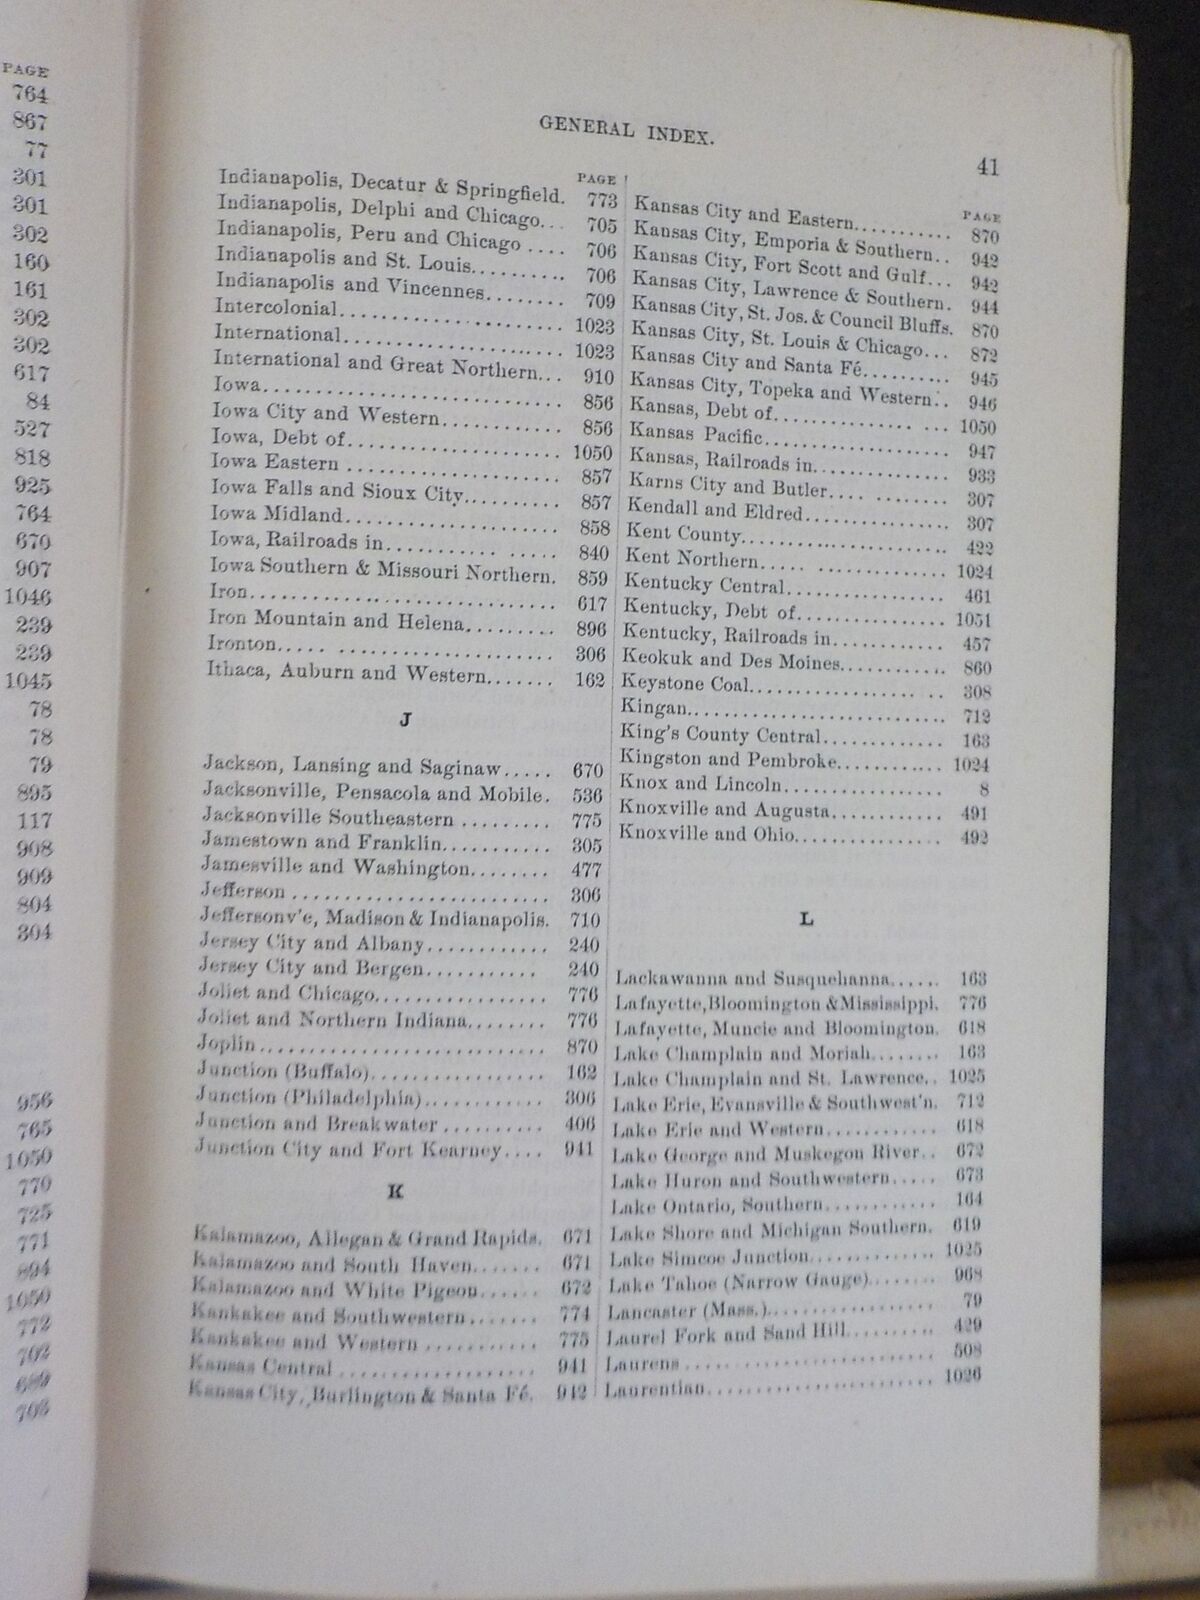 PAGE
764
867
77
301
301
302
160
161
302
302
617
84
527
818
925
764
670
907
1046
239
239
1045
78
78
79
895
117
908
909
804
304
956
765
1050
770
725
771
894
1050
772
702
689
703
GENERAL INDEX.
41
PAGE
Indianapolis, Decatur & Springfield. 773
Indianapolis, Delphi and Chicago... 705
Indianapolis, Peru and Chicago .... 706
Indianapolis and St. Louis.......... 706
Indianapolis and Vincennes........ 709
Intercolonial....................... 1023
International....................... 1023
International and Great Northern... 910
Iowa.............................. 856
Iowa City and Western............ 856
Iowa, Debt of..................... 1050
Iowa Eastern ..................... 857
Iowa Falls and Sioux City......... 857
Iowa Midland..................... 858
Iowa, Railroads in........... ..... 840
Iowa Southern & Missouri Northern. 859
Iron............................... 617
Iron Mountain and Helena......... 896
Ironton..... ..................... 306
Ithaca, Auburn and Western....... 162
J
Jackson, Lansing and Saginaw..... 670
Jacksonville, Pensacola and Mobile. 536
Jacksonville Southeastern ......... 775
Jamestown and Franklin........... 305
Jamesville and Washington........ 477
Jefferson ......................... 306
Jeffersonv'e, Madison & Indianapolis. 710
Jersey City and Albany............ 240
Jersey City and Bergen........... 240
Joliet and Chicago................. 776
Joliet and Northern Indiana........ 776
Joplin............................ 870
Junction (Buffalo)................. 162
Junction (Philadelphia)............ 306
Junction and Breakwater .......... 406
Junction City and Fort Kearney.... 941
K
Kalamazoo, Allegan & Grand Rapids. 671
Kalamazoo and South Haven....... 671
Kalamazoo and White Pigeon...... 672
Kankakee and Southwestern....... 774
Kankakee and Western ........... 775
Kansas Central ................... 941
Kansas City, Burlington & Santa Fé. 942
PAGE
Kansas City and Eastern........... 870
Kansas City, Emporia & Southern.. 942
Kansas City, Fort Scott and Gulf... 942
Kansas City, Lawrence & Southern. 944
Kansas City, St. Jos. & Council Bluffs. 870
Kansas City, St. Louis & Chicago... 872
Kansas City and Santa Fé.......... 945
Kansas City, Topeka and Western.. 946
Kansas, Debt of.............. ... 1050
Kansas Pacific.................... 947
Kansas, Railroads in.............. 933
Karns City and Butler.... ........ 307
Kendall and Eldred............... 307
Kent County...................... 422
Kent Northern..... .............. 1024
Kentucky Central................. 461
Kentucky, Debt of................ 1051
Kentucky, Railroads in............ 457
Keokuk and Des Moines........... 860
Keystone Coal.................... 308
Kingan........................... 712
King's County Central............. 163
Kingston and Pembroke............ 1024
Knox and Lincoln................. 8
Knoxville and Augusta............ 491
Knoxville and Ohio................ 492
L
Lackawanna and Susquehanna...... 163
Lafayette, Bloomington & Mississippi. 776
Lafayette, Muncie and Bloomington. 618
Lake Champlain and Moriah........ 163
Lake Champlain and St. Lawrence.. 1025
Lake Erie, Evansville & Southwest'n. 712
Lake Erie and Western............ 618
Lake George and Muskegon River.. 672
Lake Huron and Southwestern..... 673
Lake Ontario, Southern............ 164
Lake Shore and Michigan Southern. 619
Lake Simcoe Junction............. 1025
Lake Tahoe (Narrow Gauge)........ 968
Lancaster (Mass.)................. 79
Laurel Fork and Sand Hill.......... 429
Laurens .......................... 508
Laurentian........................ 1026